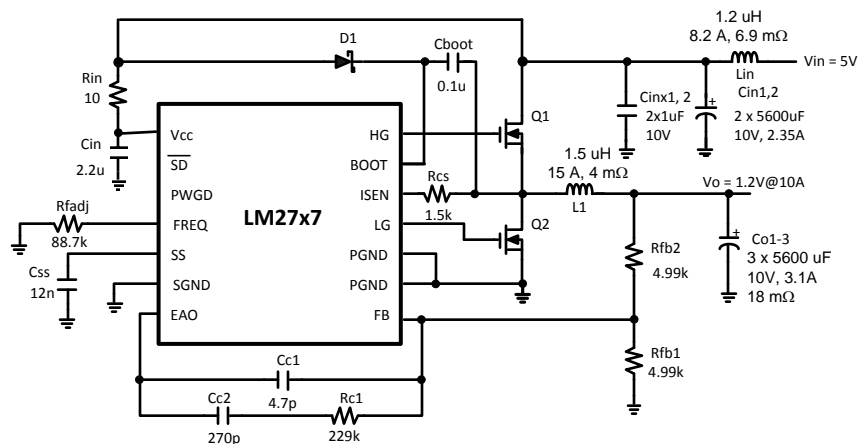 1.2 uH
8.2 A, 6.9 mΩ
Lin
Vin = 5V
D1
Cboot
0.1u
Rin
10
Cin
2.2u
Cinx1, 2
2x1uF
10V
Cin1,2
2 x 5600uF
10V, 2.35A
Q1
Vcc
SD
PWGD
FREQ
SS
SGND
EAO
LM27x7
HG
BOOT
ISEN
LG
PGND
PGND
FB
Rcs
1.5k
1.5 uH
15 A, 4 mΩ
L1
Vo = 1.2V@10A
Q2
Rfadj
88.7k
Css
12n
Rfb2
4.99k
Co1-3
3 x 5600 uF
10V, 3.1A
18 mΩ
Rfb1
4.99k
Cc1
4.7p
Cc2
270p
Rc1
229k